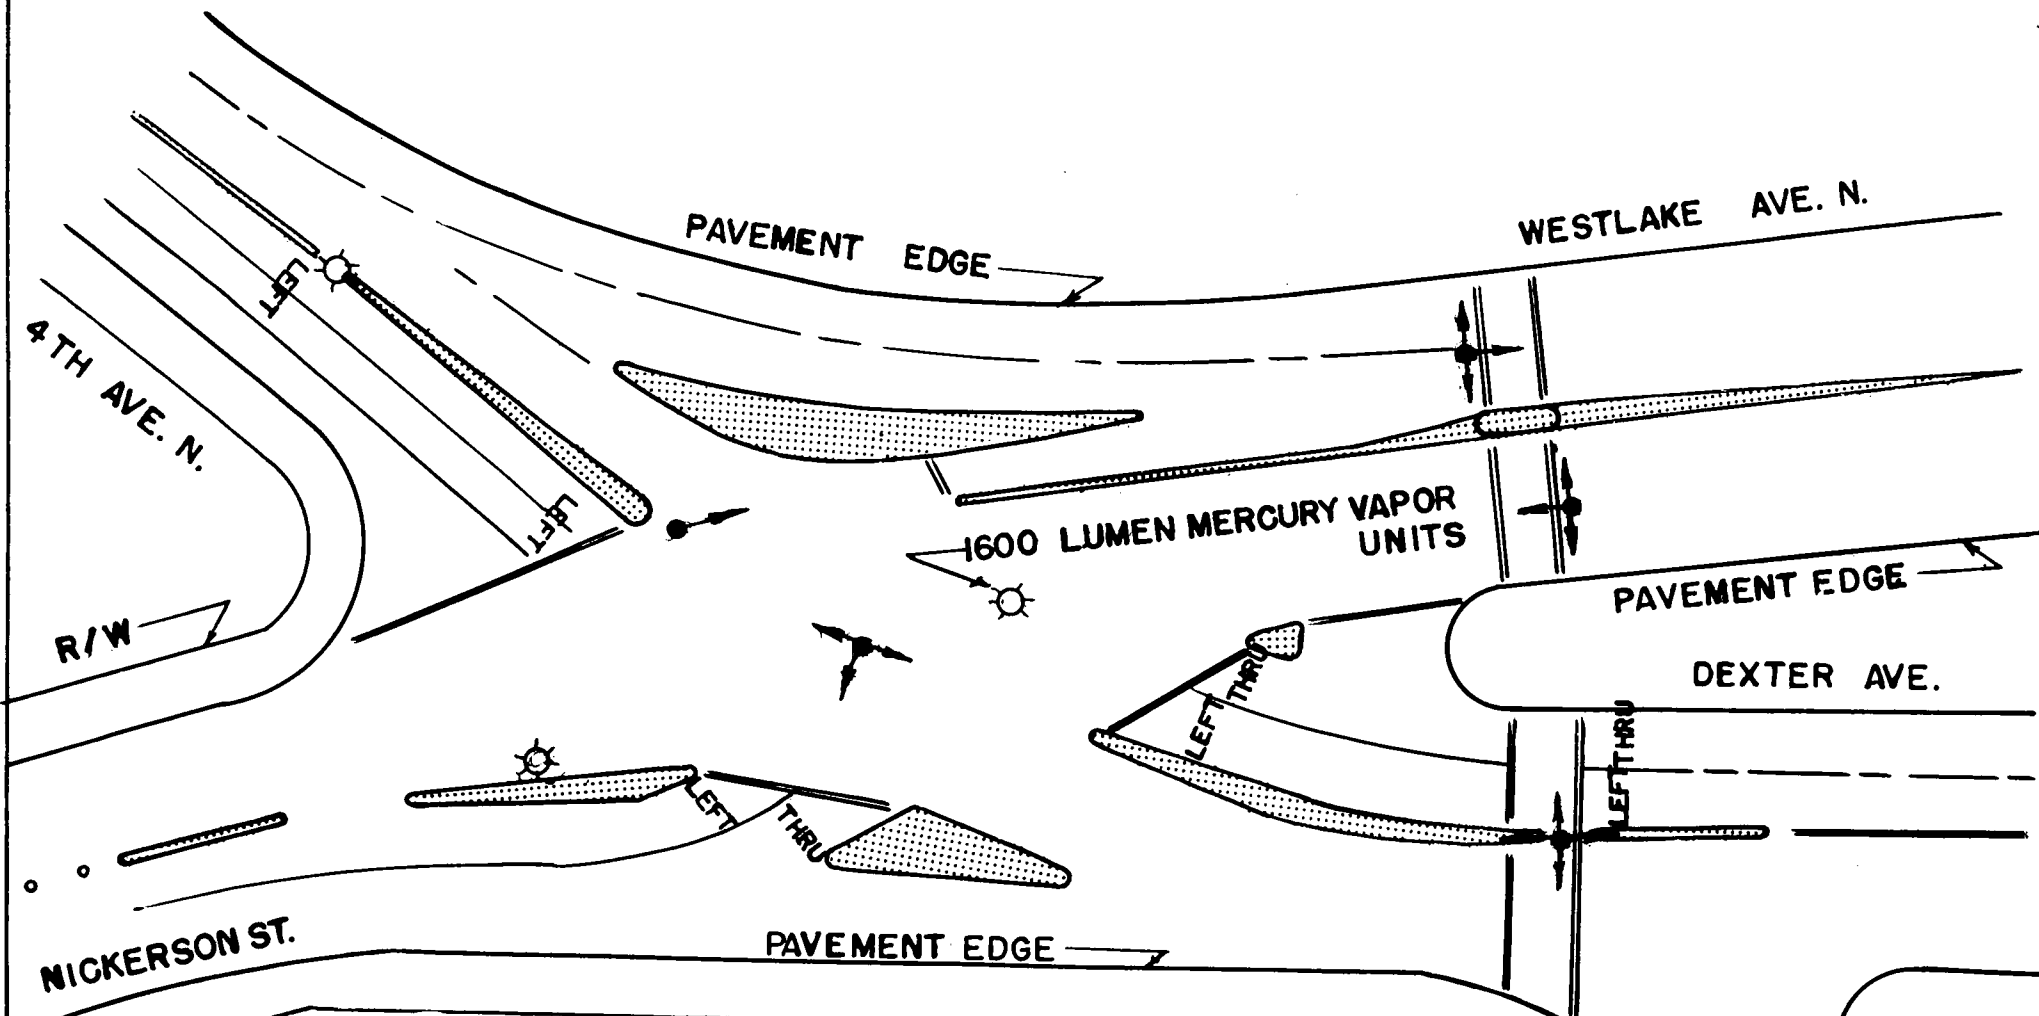 WESTLAKE AVE. N.
PAVEMENT EDGE
LEFT
4TH AVE. N.
LEFT
1600 LUMEN MERCURY VAPOR
UNITS
PAVEMENT EDGE
R/W
THRU
LEFT
DEXTER AVE.
THRU
LEFT
LEFT
THRU
NICKERSON ST.
PAVEMENT EDGE